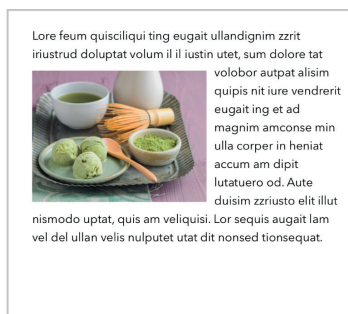 Lore feum quisciliqui ting eugait ullandignim zzrit
iriustrud doluptat volum il il iustin utet, sum dolore tat
volobor autpat alisim
quipis nit iure vendrerit
eugait ing et ad
magnim amconse min
ulla corper in heniat
accum am dipit
lutatuero od. Aute
duisim zzriusto elit illut
nismodo uptat, quis am veliquisi. Lor sequis augait lam
vel del ullan velis nulputet utat dit nonsed tionsequat.